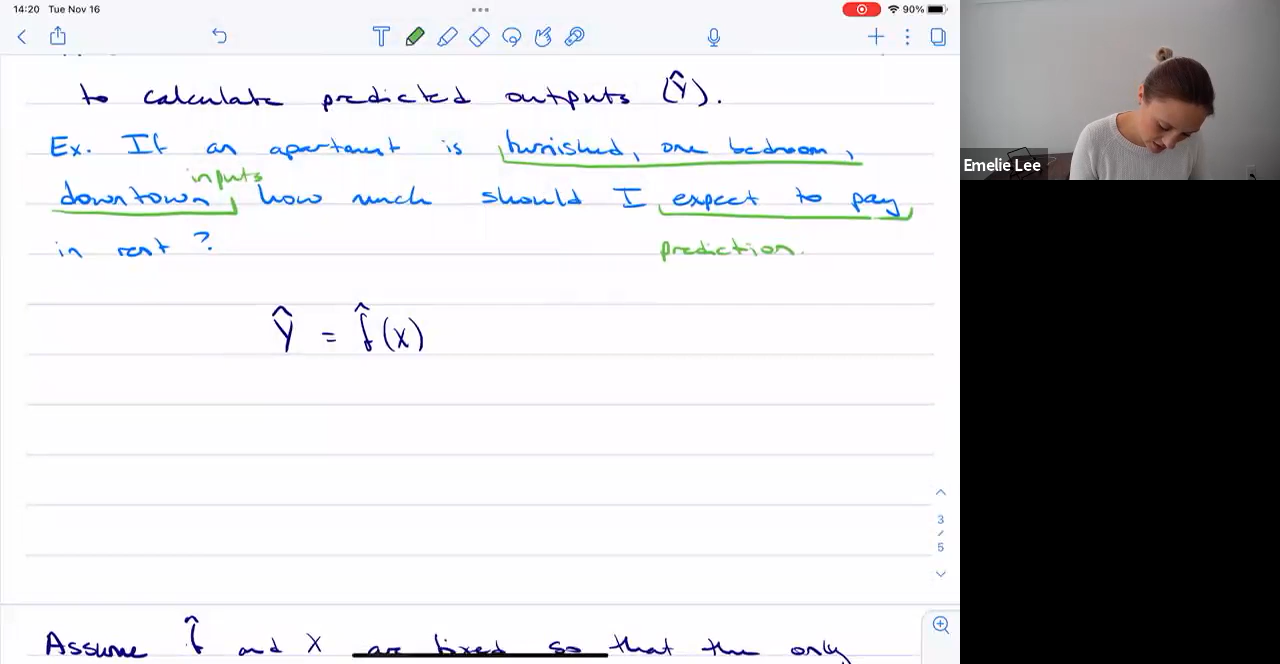 14:20 Tue Nov 16
90%
to calculate predicted outputs (Ŷ).
Ex. If an apartment is furnished, one bedroom,
inputs
downtown, how much should I expect to pay
in rent?
prediction.
Ŷ = f̂(x)
Assume f̂ and X are fixed so that the only
3
/
5
Emelie Lee